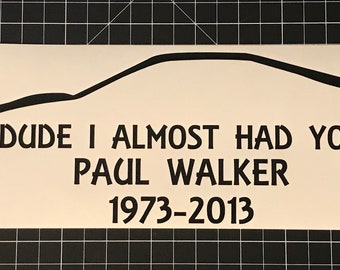 DUDE I ALMOST HAD YO
PAUL WALKER
1973-2013